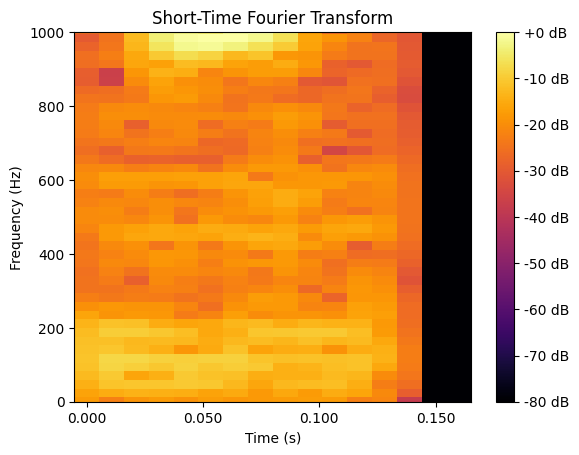 Short-Time Fourier Transform
1000
800
600
400
200
0
Frequency (Hz)
0.000
0.050
0.100
0.150
Time (s)
+0 dB
-10 dB
-20 dB
-30 dB
-40 dB
-50 dB
-60 dB
-70 dB
-80 dB